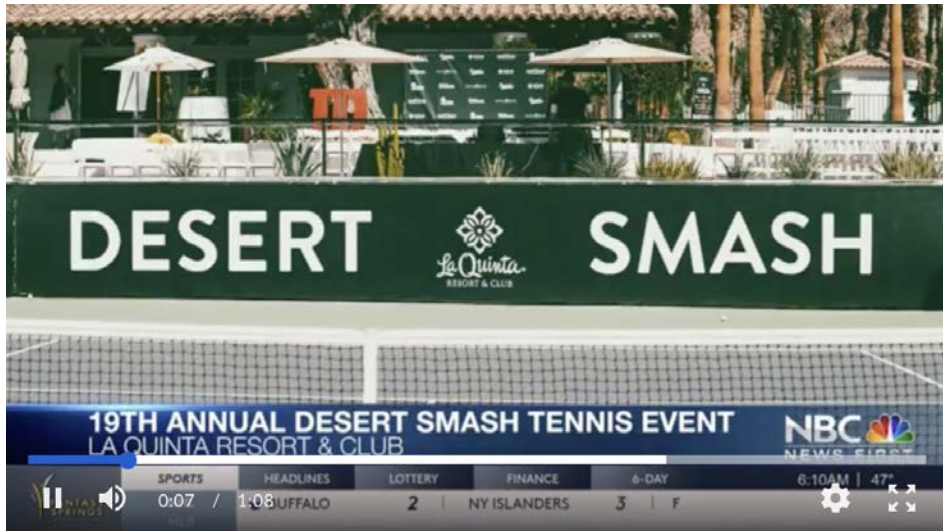 DESERT
La Quinta
RESORT & CLUB
SMASH
19TH ANNUAL DESERT SMASH TENNIS EVENT
LA QUINTA RESORT & CLUB
NBC
NEWS FIRST
SPORTS HEADLINES LOTTERY FINANCE 6-DAY
6:10AM | 47°
0:07 / 1:08
BUFFALO 2 | NY ISLANDERS 3 | F
SPRINGS